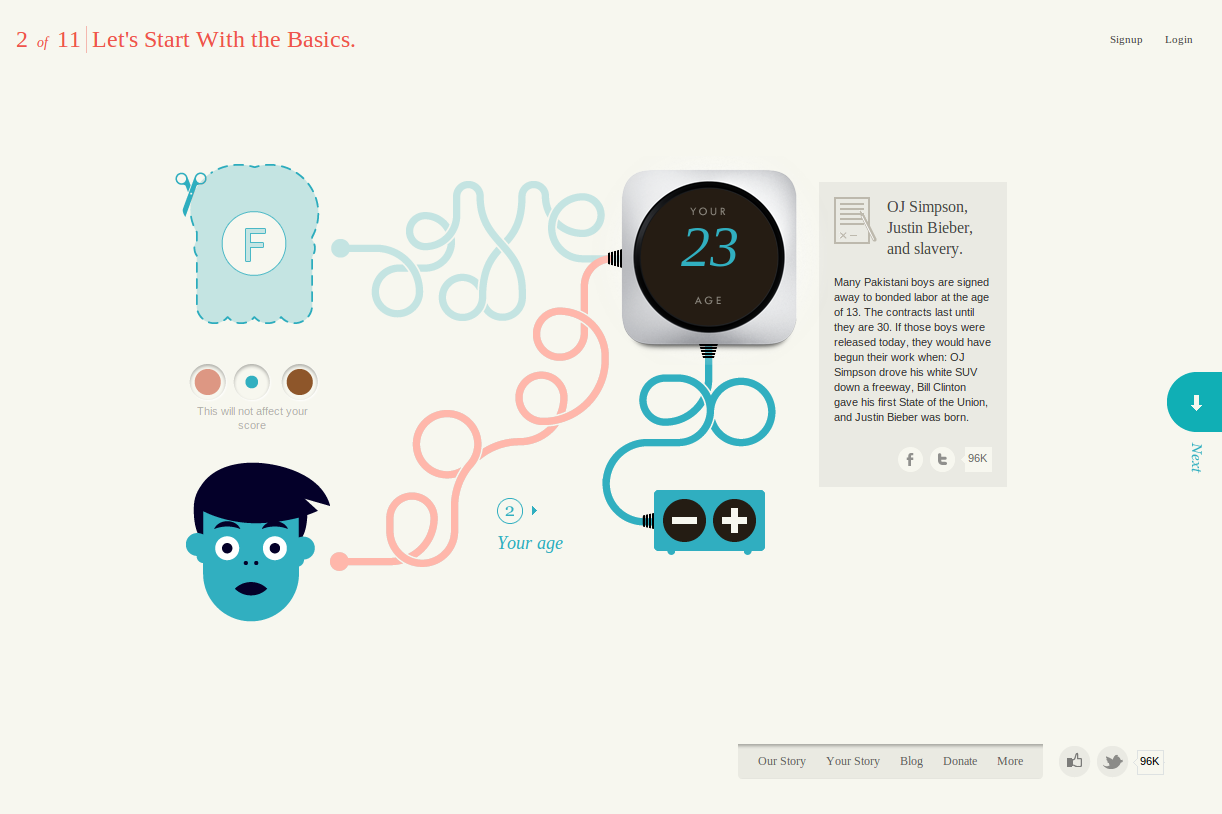 2 of 11 Let's Start With the Basics.
Signup Login
F
This will not affect your
score
YOUR
23
AGE
2
Your age
OJ Simpson,
Justin Bieber,
and slavery.
Many Pakistani boys are signed
away to bonded labor at the age
of 13. The contracts last until
they are 30. If those boys were
released today, they would have
begun their work when: OJ
Simpson drove his white SUV
down a freeway, Bill Clinton
gave his first State of the Union,
and Justin Bieber was born.
96K
Next
Our Story Your Story Blog Donate More
96K